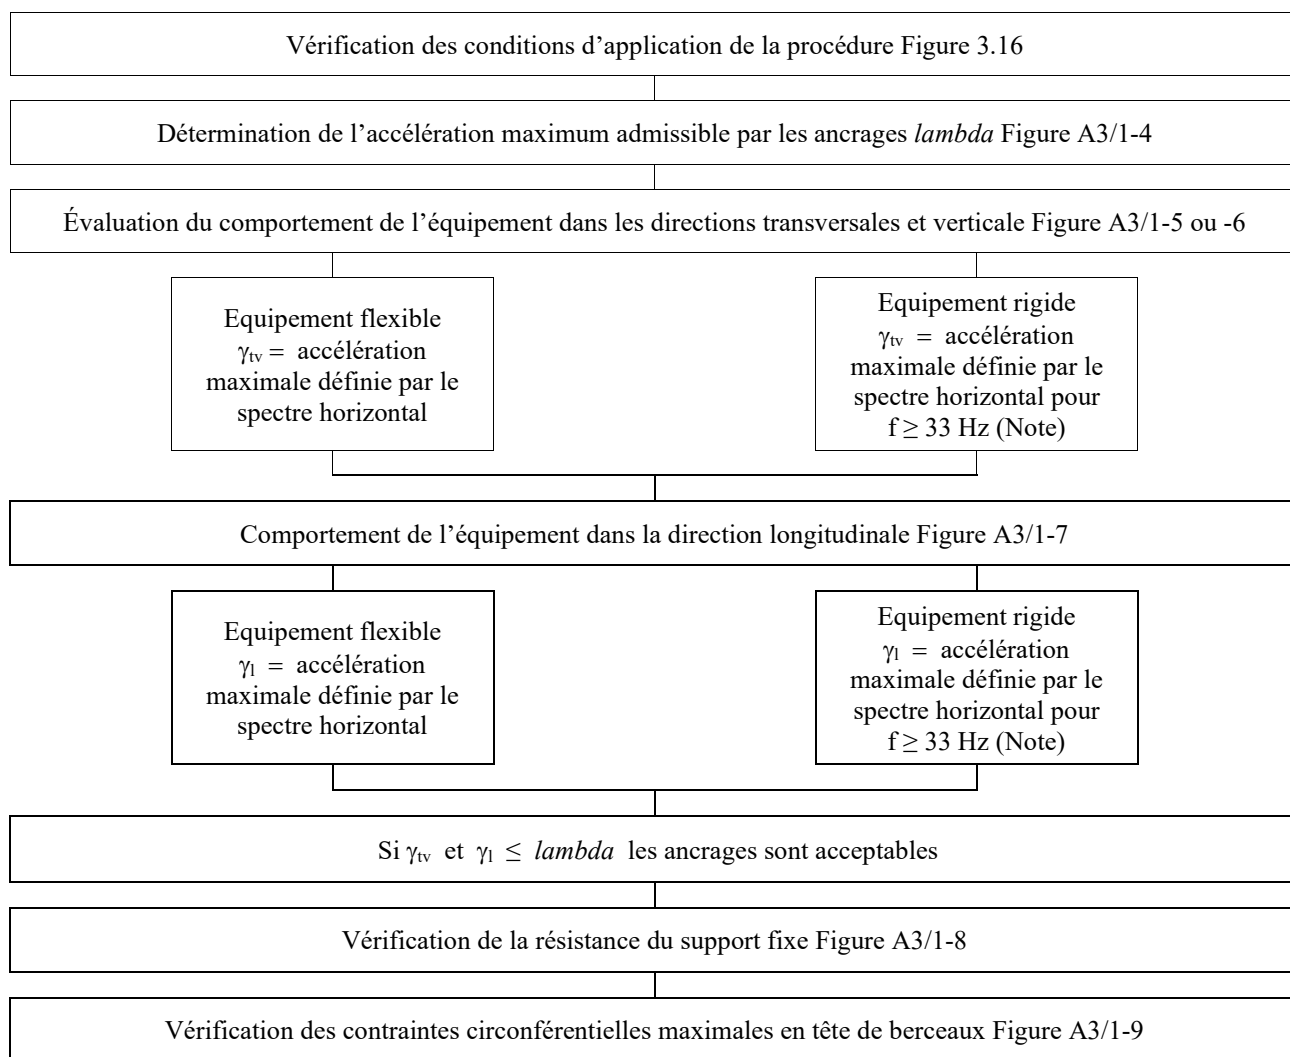 Vérification des conditions d’application de la procédure Figure 3.16
Détermination de l’accélération maximum admissible par les ancrages lambda Figure A3/1-4
Évaluation du comportement de l’équipement dans les directions transversales et verticale Figure A3/1-5 ou -6
Equipement flexible
γtv = accélération
maximale définie par le
spectre horizontal
Equipement rigide
γtv = accélération
maximale définie par le
spectre horizontal pour
f ≥ 33 Hz (Note)
Comportement de l’équipement dans la direction longitudinale Figure A3/1-7
Equipement flexible
γl = accélération
maximale définie par le
spectre horizontal
Equipement rigide
γl = accélération
maximale définie par le
spectre horizontal pour
f ≥ 33 Hz (Note)
Si γtv et γl ≤ lambda les ancrages sont acceptables
Vérification de la résistance du support fixe Figure A3/1-8
Vérification des contraintes circonférentielles maximales en tête de berceaux Figure A3/1-9